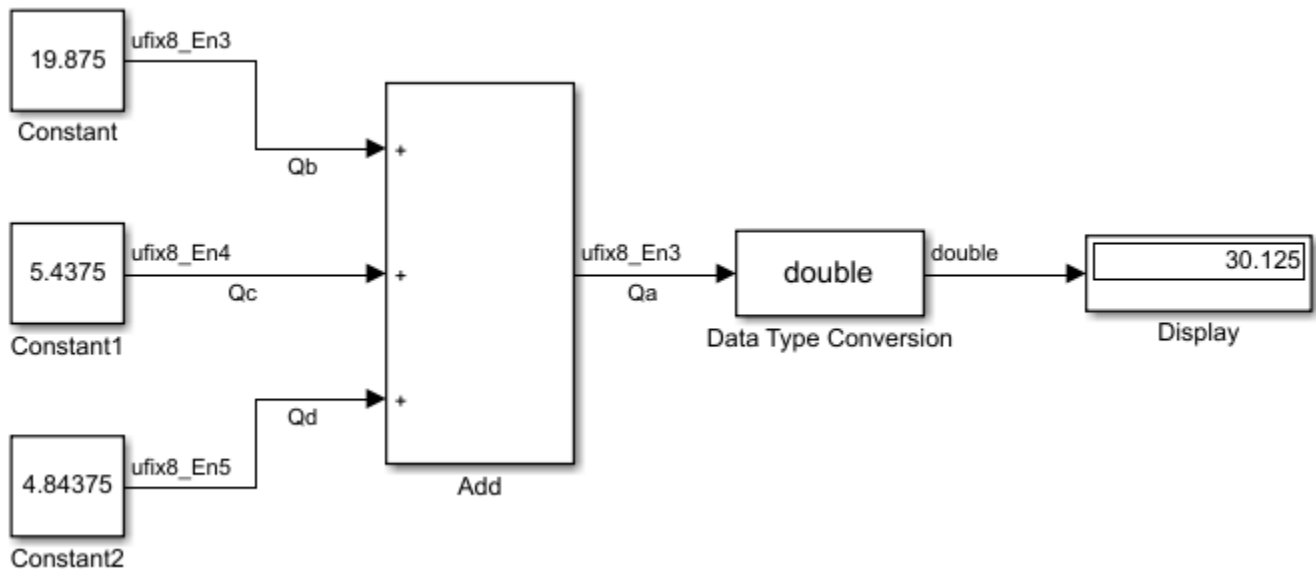 19.875
ufix8_En3
Constant
Qb
+
5.4375
ufix8_En4
Qc
Constant1
+
4.84375
ufix8_En5
Qd
Constant2
+
Add
ufix8_En3
Qa
double
Data Type Conversion
double
30.125
Display